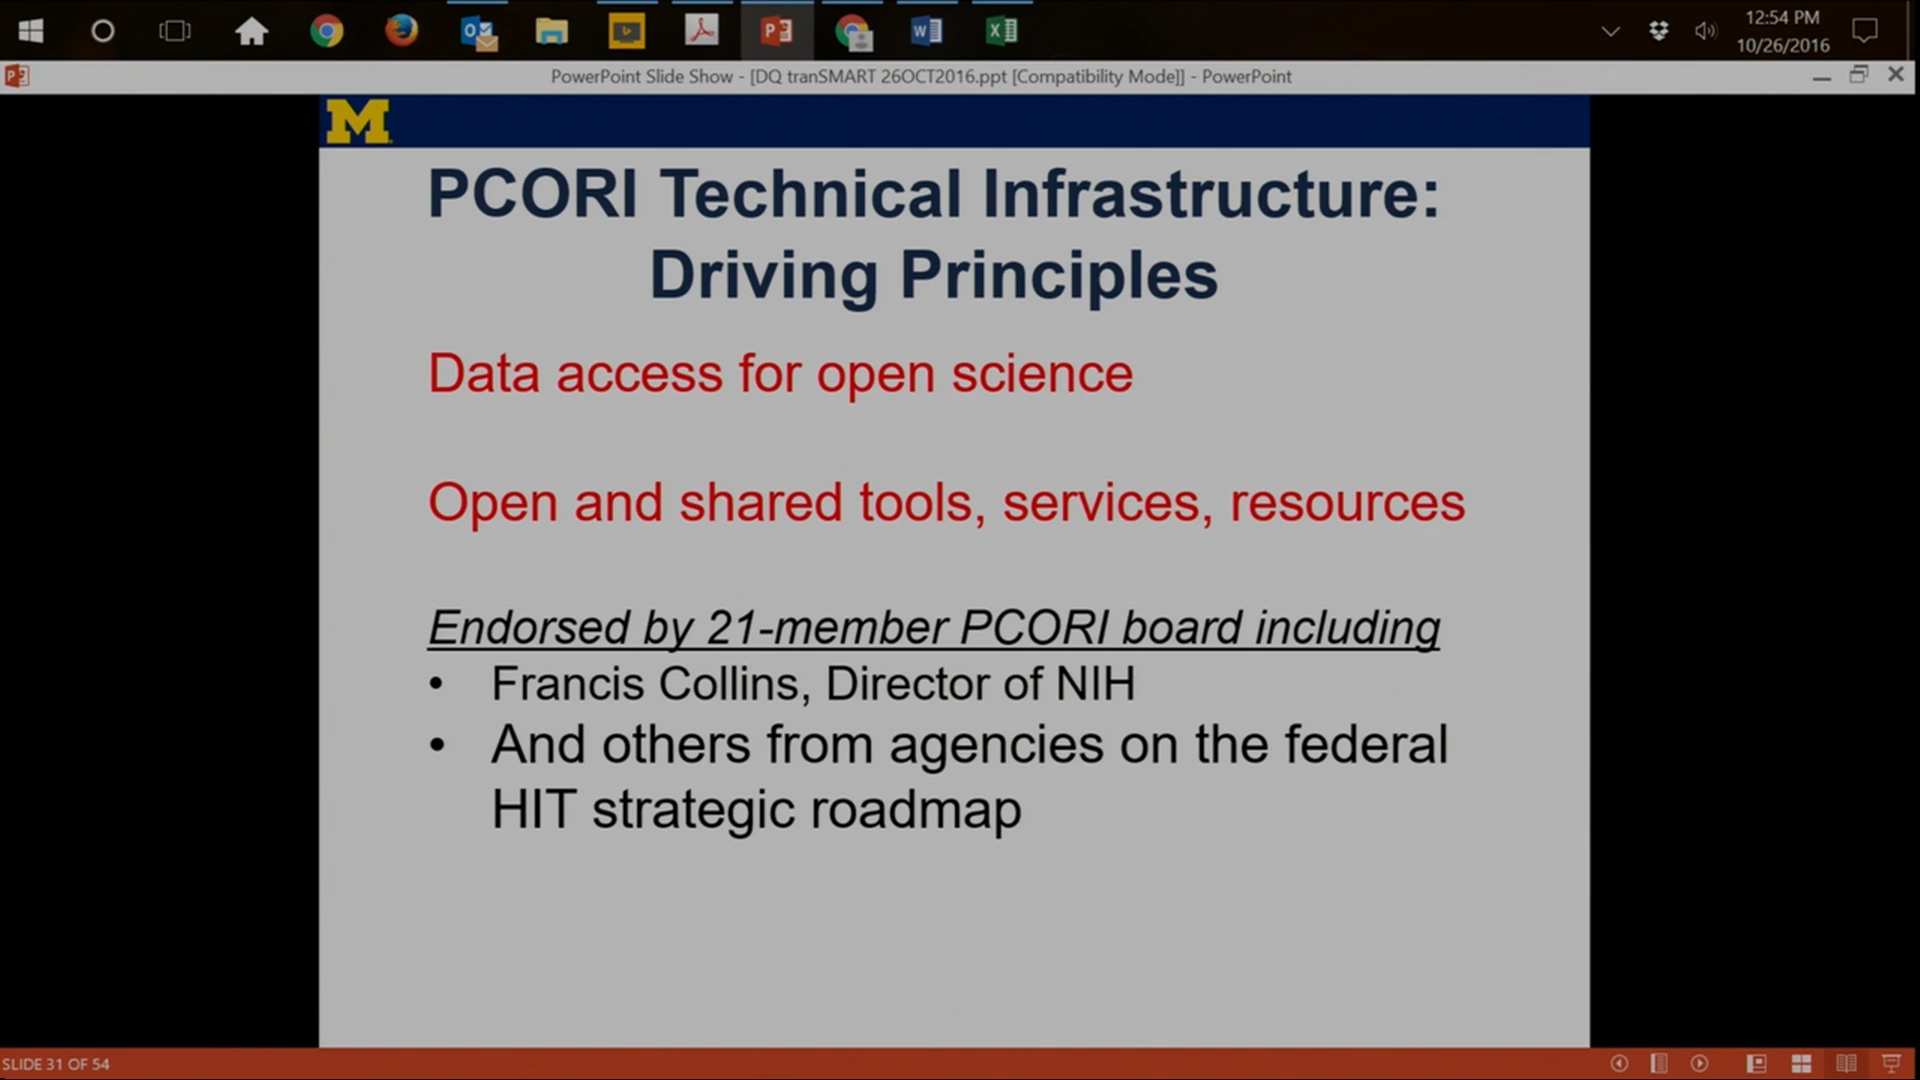 12:54 PM
10/26/2016
PowerPoint Slide Show - [DQ tranSMART 26OCT2016.ppt [Compatibility Mode]] - PowerPoint
M
PCORI Technical Infrastructure:
Driving Principles
Data access for open science
Open and shared tools, services, resources
Endorsed by 21-member PCORI board including
• Francis Collins, Director of NIH
• And others from agencies on the federal
HIT strategic roadmap
SLIDE 31 OF 54